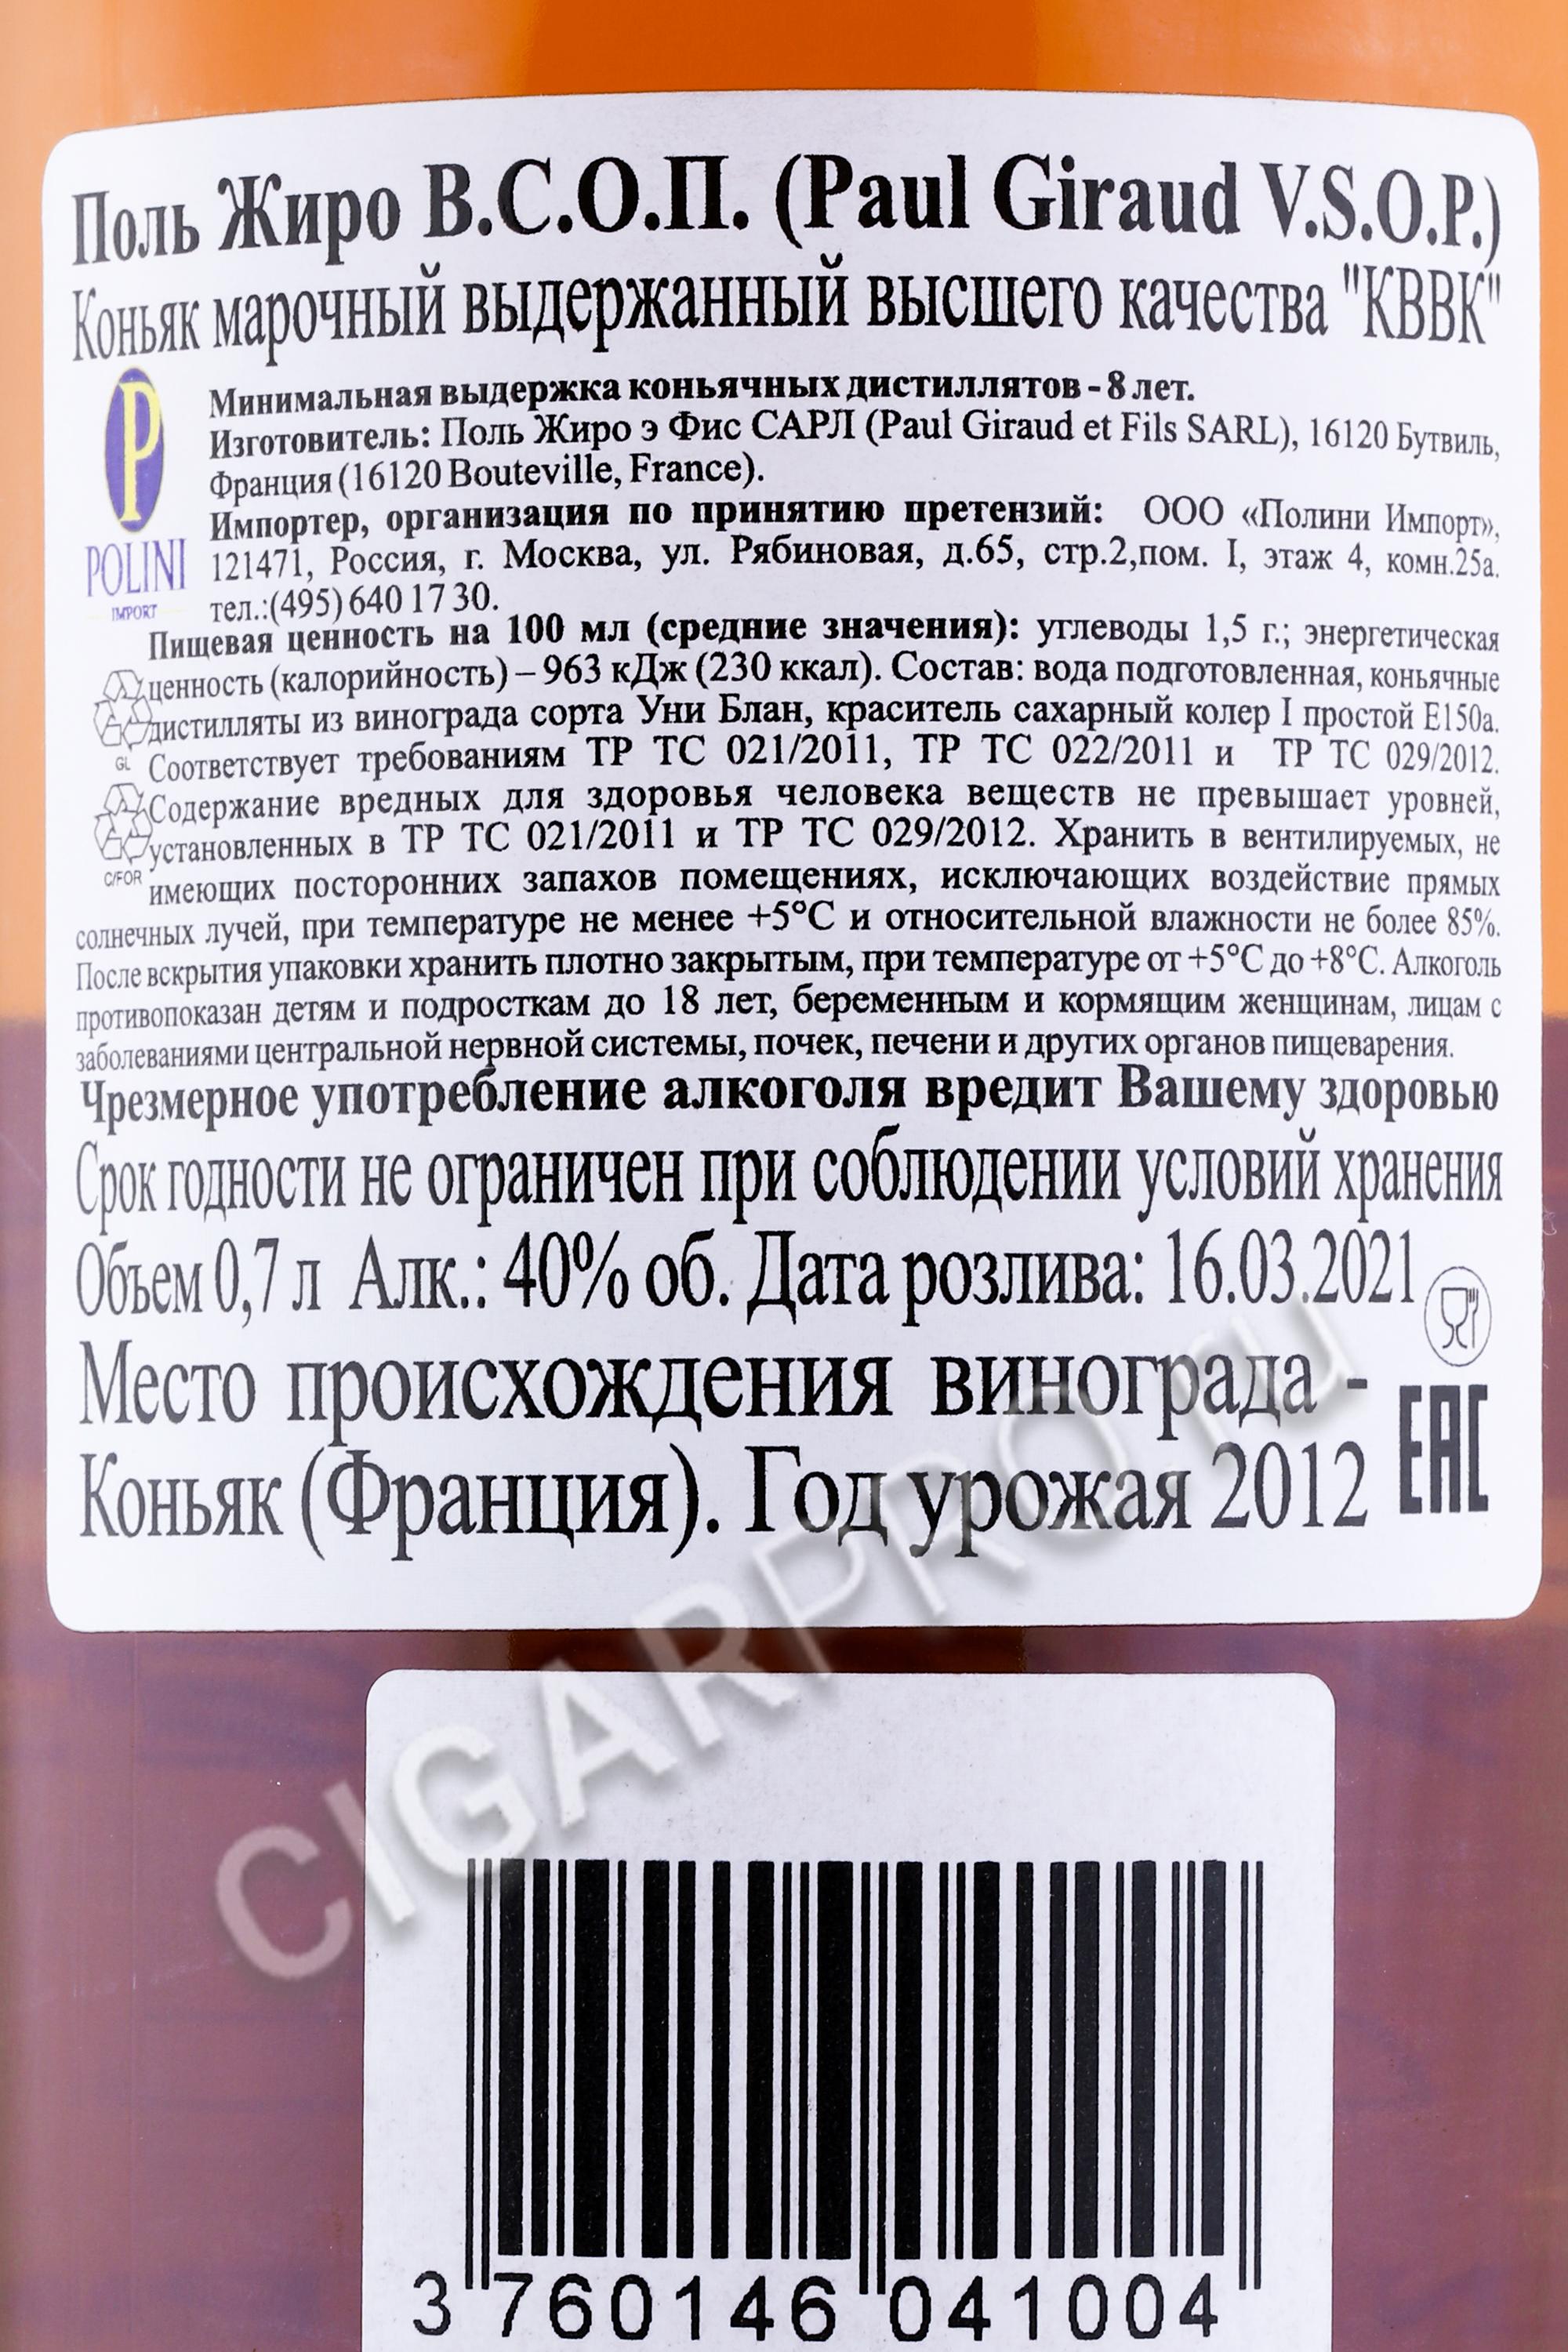 Поль Жиро В.С.О.П. (Paul Giraud V.S.O.P.)
Коньяк марочный выдержанный высшего качества "КВВК"
Минимальная выдержка коньячных дистиллятов - 8 лет.
Изготовитель: Поль Жиро э Фис САРЛ (Paul Giraud et Fils SARL), 16120 Бутвиль,
Франция (16120 Bouteville, France).
Импортер, организация по принятию претензий: ООО «Полини Импорт»,
121471, Россия, г. Москва, ул. Рябиновая, д.65, стр.2,пом. I, этаж 4, комн.25а.
тел.:(495) 640 17 30.
P
POLINI
IMPORT
Пищевая ценность на 100 мл (средние значения): углеводы 1,5 г.; энергетическая
ценность (калорийность) – 963 кДж (230 ккал). Состав: вода подготовленная, коньячные
дистилляты из винограда сорта Уни Блан, краситель сахарный колер I простой Е150а.
GL Соответствует требованиям ТР ТС 021/2011, ТР ТС 022/2011 и ТР ТС 029/2012.
Содержание вредных для здоровья человека веществ не превышает уровней,
установленных в ТР ТС 021/2011 и ТР ТС 029/2012. Хранить в вентилируемых, не
C/FOR имеющих посторонних запахов помещениях, исключающих воздействие прямых
солнечных лучей, при температуре не менее +5°С и относительной влажности не более 85%.
После вскрытия упаковки хранить плотно закрытым, при температуре от +5°С до +8°С. Алкоголь
противопоказан детям и подросткам до 18 лет, беременным и кормящим женщинам, лицам с
заболеваниями центральной нервной системы, почек, печени и других органов пищеварения.
Чрезмерное употребление алкоголя вредит Вашему здоровью
Срок годности не ограничен при соблюдении условий хранения
Объем 0,7 л Алк.: 40% об. Дата розлива: 16.03.2021
Место происхождения винограда -
Коньяк (Франция). Год урожая 2012
EAC
CIGARPRO.ru
3 760146 041004